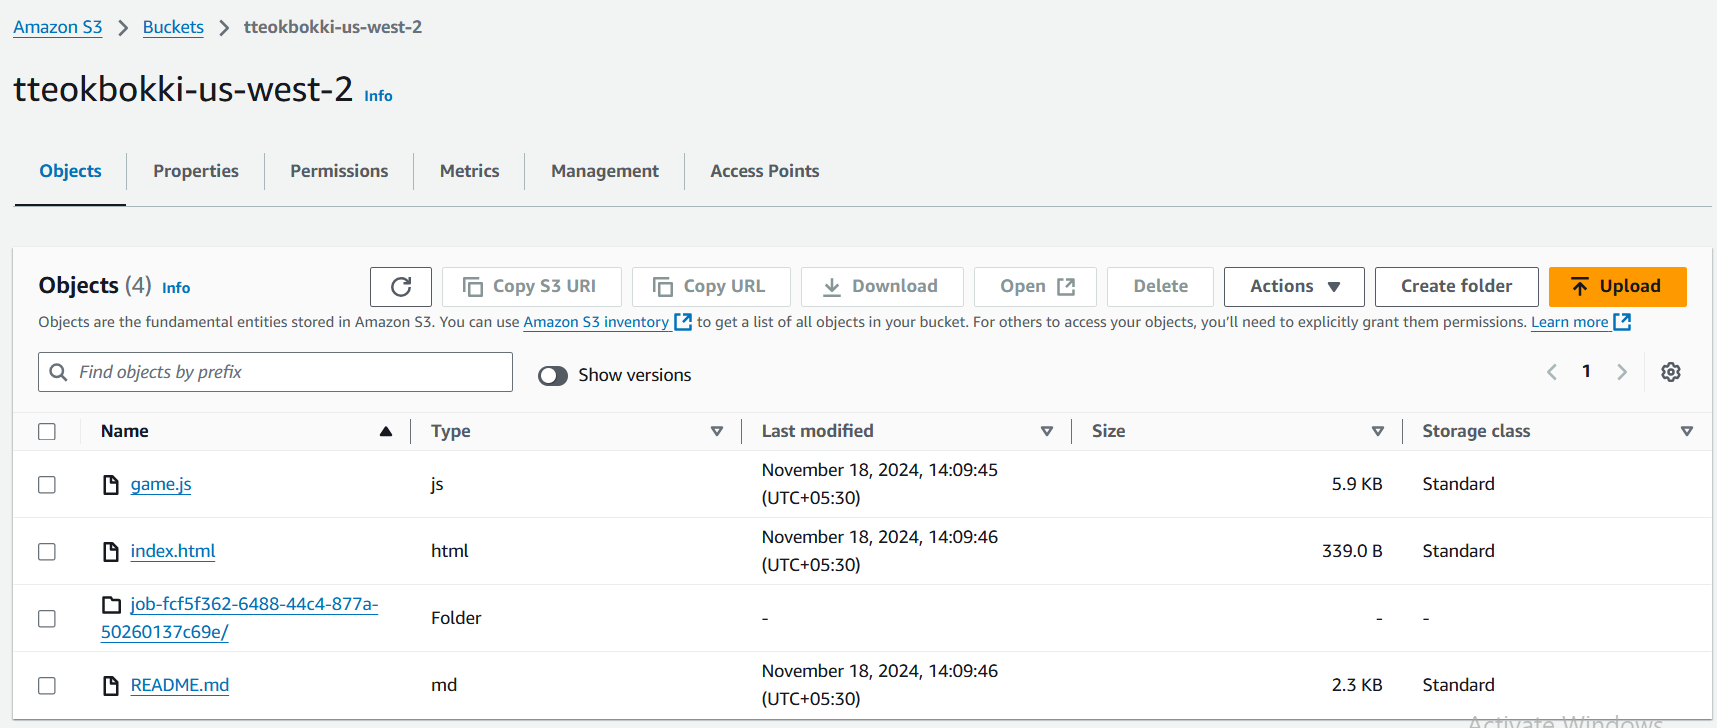 Amazon S3 > Buckets > tteokbokki-us-west-2
tteokbokki-us-west-2 Info
Objects Properties Permissions Metrics Management Access Points
Objects (4) Info Copy S3 URI Copy URL Download Open Delete Actions Create folder Upload
Objects are the fundamental entities stored in Amazon S3. You can use Amazon S3 inventory to get a list of all objects in your bucket. For others to access your objects, you'll need to explicitly grant them permissions. Learn more
Find objects by prefix Show versions < 1 >
Name Type Last modified Size Storage class
game.js js November 18, 2024, 14:09:45 5.9 KB Standard
(UTC+05:30)
index.html html November 18, 2024, 14:09:46 339.0 B Standard
(UTC+05:30)
job-fcf5f362-6488-44c4-877a- Folder - - -
50260137c69e/
README.md md November 18, 2024, 14:09:46 2.3 KB Standard
(UTC+05:30)
Activate Windows